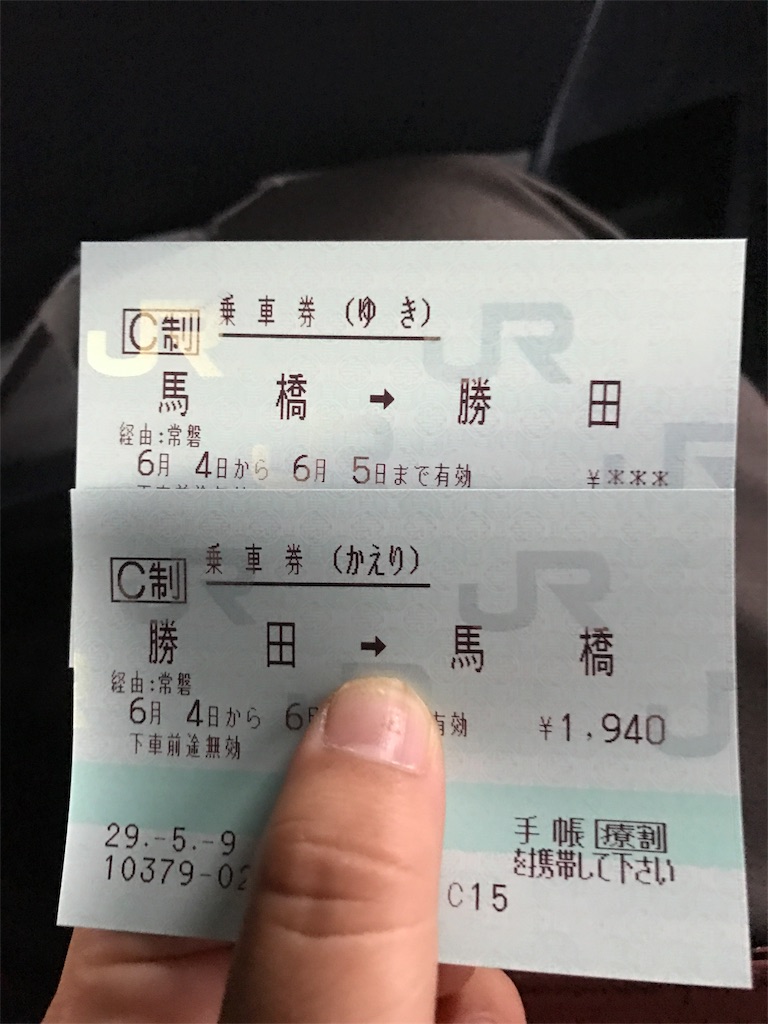 C制 乗車券(ゆき)
馬橋 ➡ 勝田
経由:常磐
6月 4日から 6月 5日まで有効 ¥***
C制 乗車券(かえり)
勝田 ➡ 馬橋
経由:常磐
6月 4日から 6月 有効 ¥1,940
下車前途無効
29.-5.-9
手帳 療割
を携帯して下さい
10379-02 C15
JR